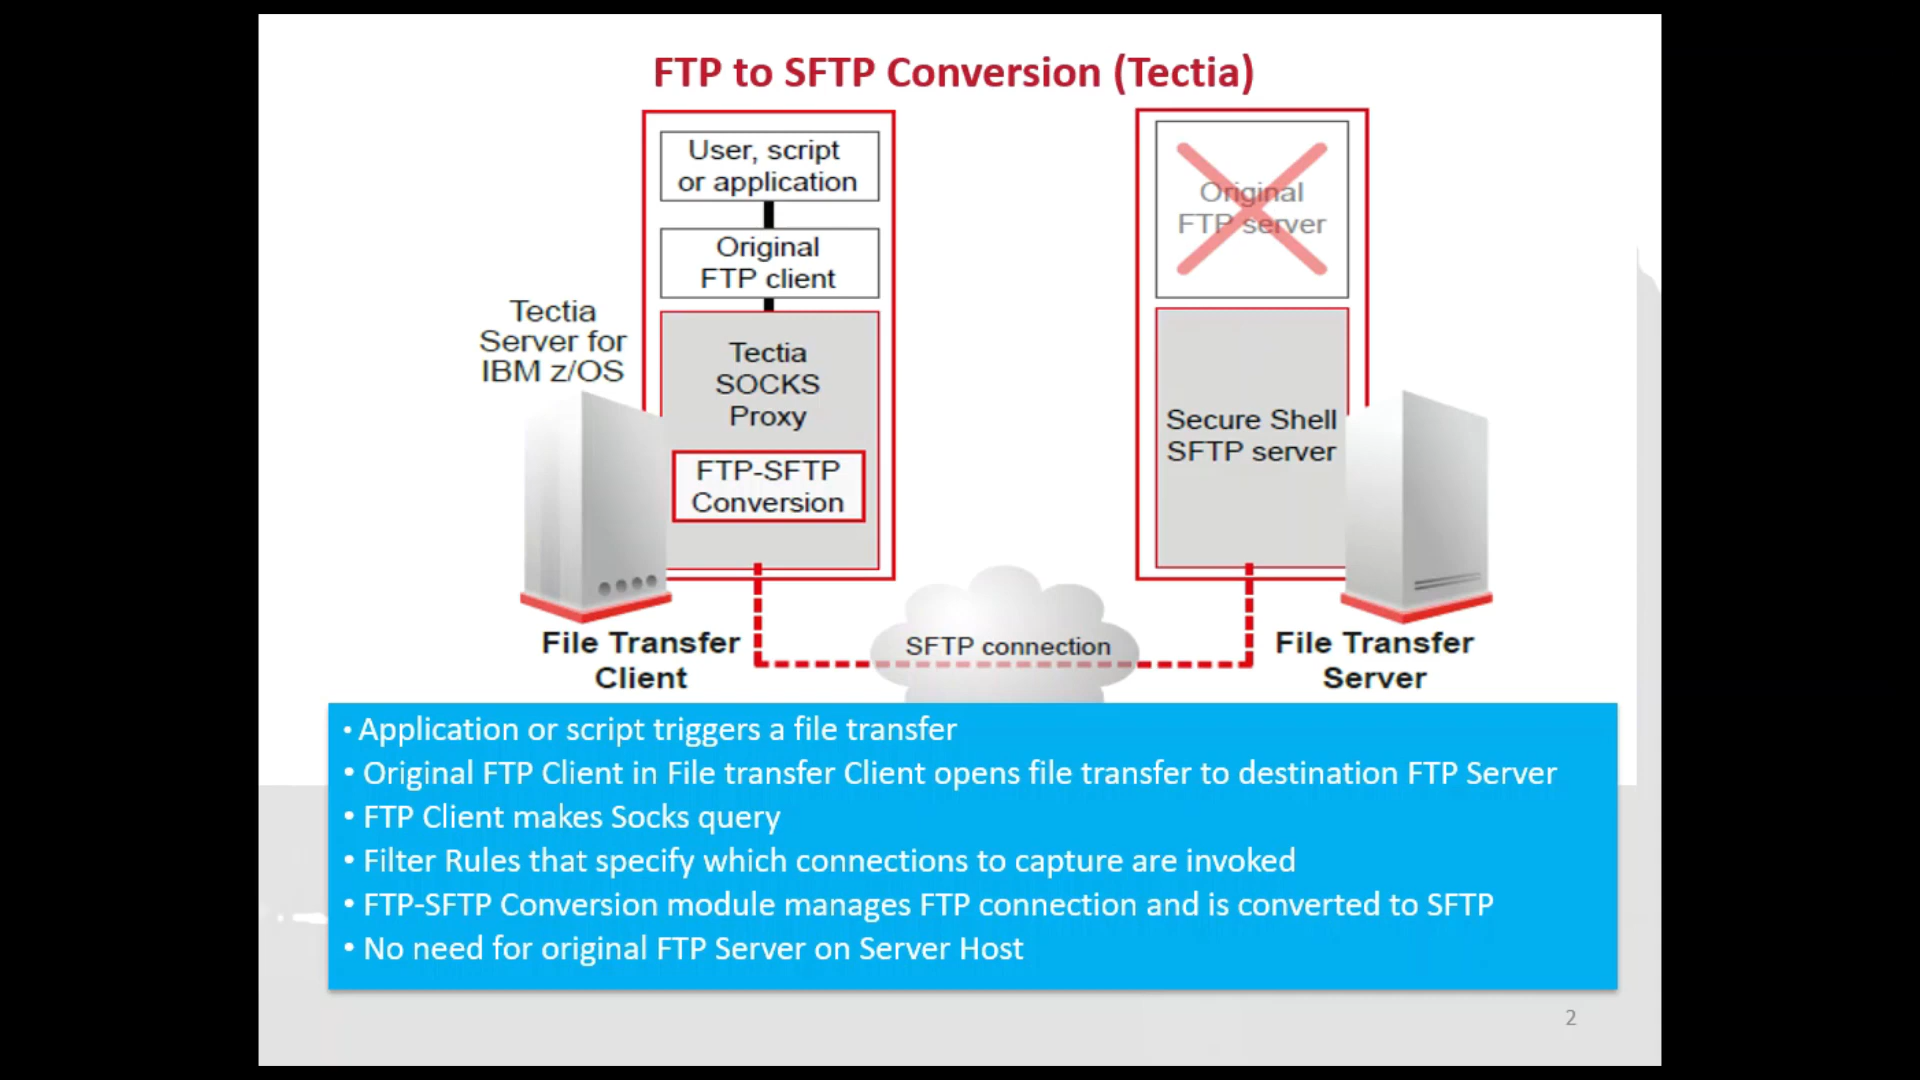 FTP to SFTP Conversion (Tectia)
User, script
or application
Original
FTP client
Tectia
Server for
IBM z/OS
Tectia
SOCKS
Proxy
FTP-SFTP
Conversion
File Transfer
Client
SFTP connection
Original
FTP server
Secure Shell
SFTP server
File Transfer
Server
• Application or script triggers a file transfer
• Original FTP Client in File transfer Client opens file transfer to destination FTP Server
• FTP Client makes Socks query
• Filter Rules that specify which connections to capture are invoked
• FTP-SFTP Conversion module manages FTP connection and is converted to SFTP
• No need for original FTP Server on Server Host
2